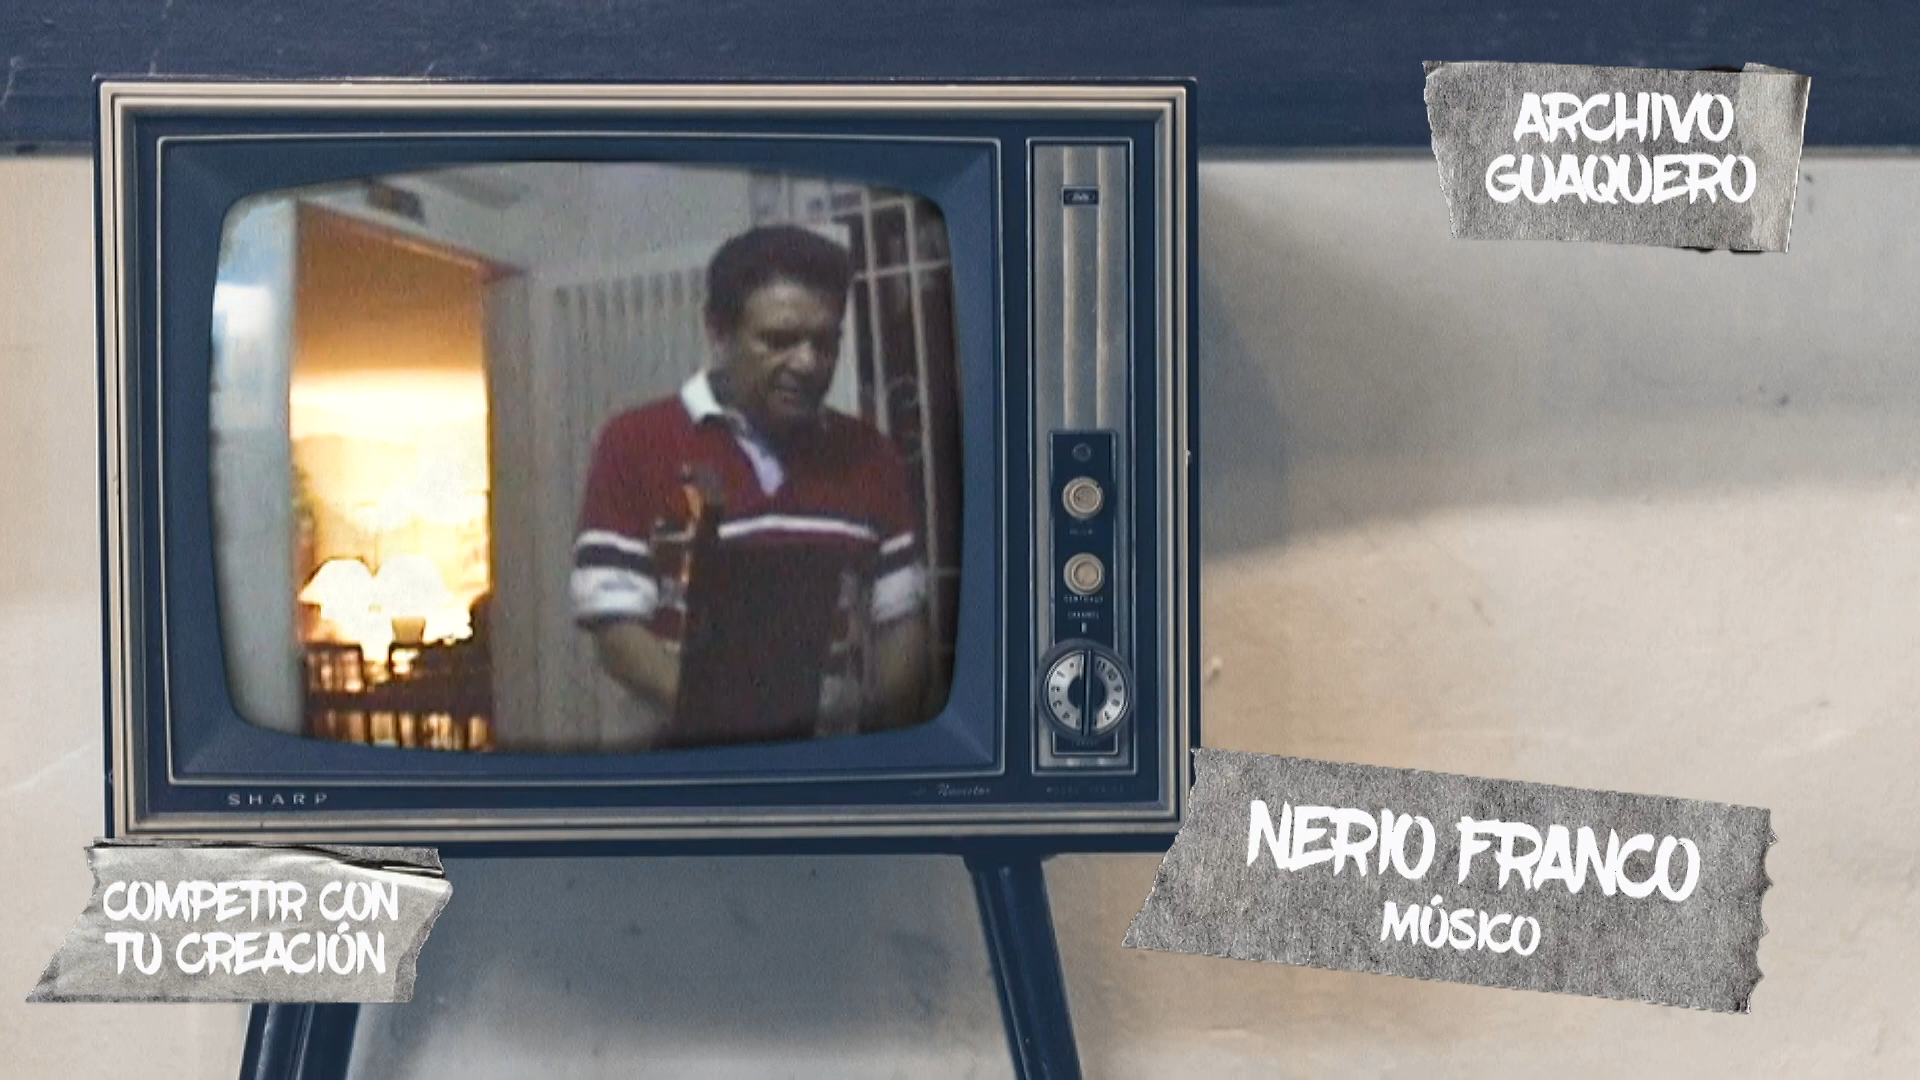 ARCHIVO
GUAQUERO
SHARP
COMPETIR CON
TU CREACIÓN
NERIO FRANCO
MÚSICO